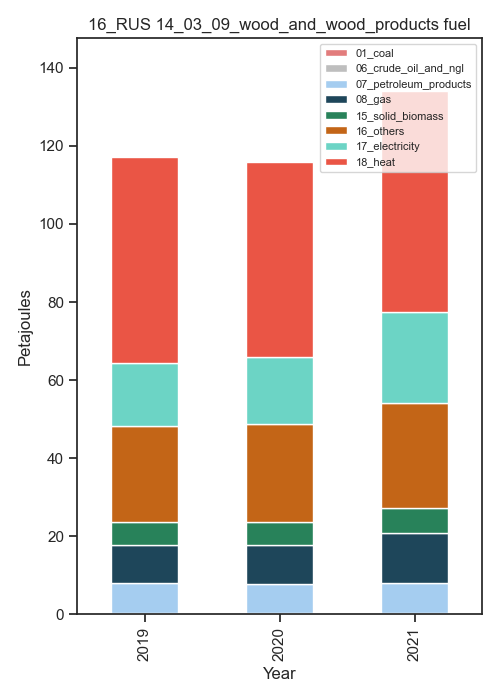 16_RUS 14_03_09_wood_and_wood_products fuel
01_coal
06_crude_oil_and_ngl
07_petroleum_products
08_gas
15_solid_biomass
16_others
17_electricity
18_heat
Petajoules
140
120
100
80
60
40
20
0
2019
2020
2021
Year